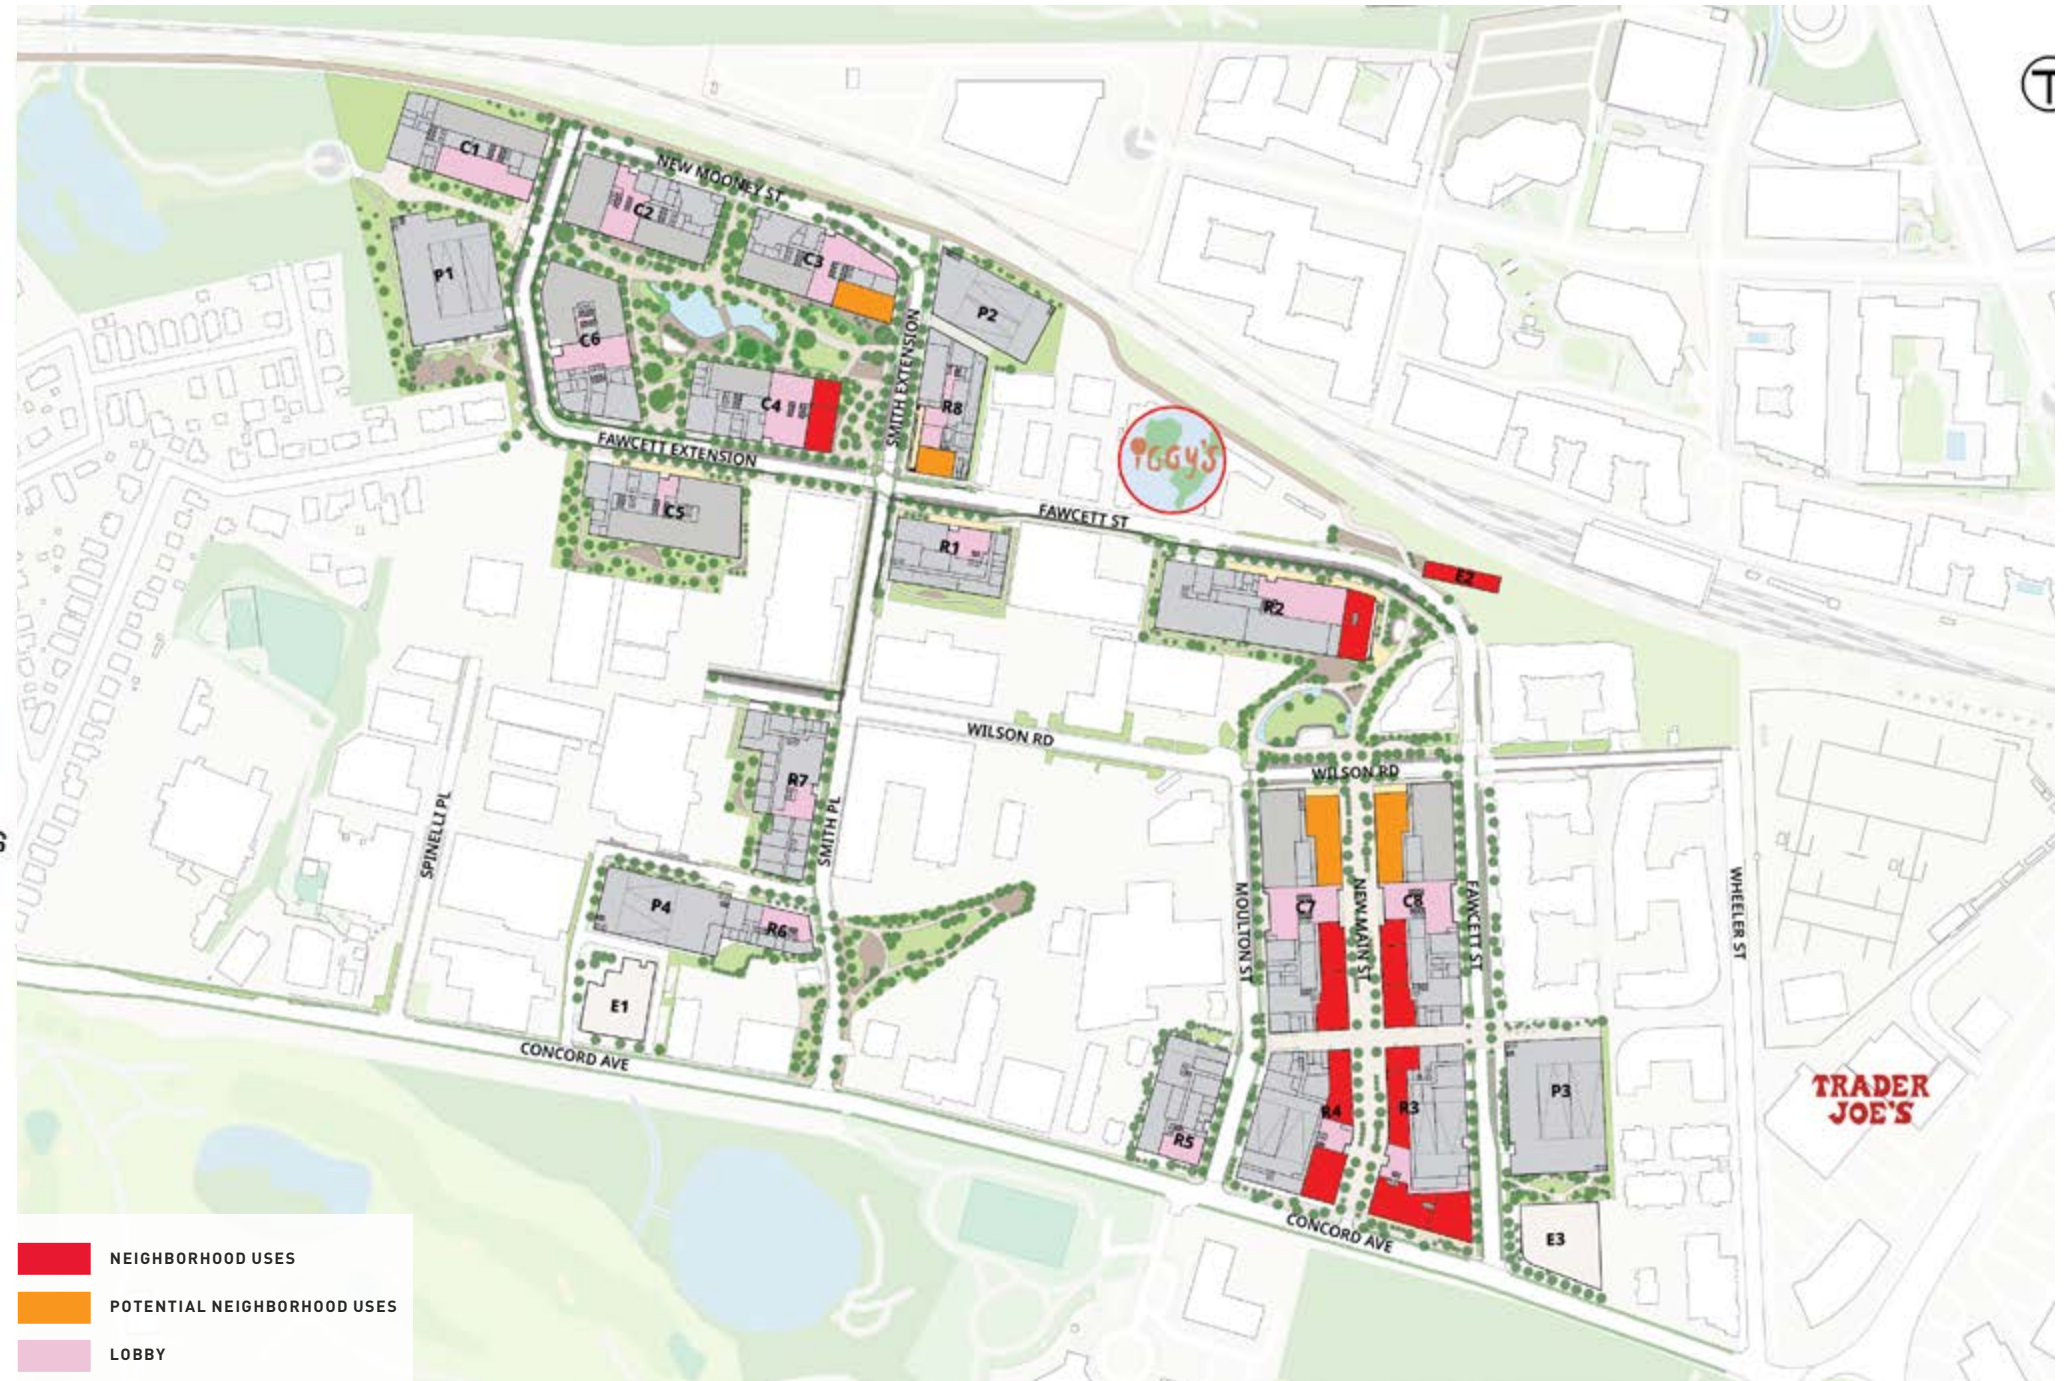 T
C1
NEW MOONEY ST
C2
C3
P1
P2
C6
C4
R8
SMITH EXTENSION
FAWCETT EXTENSION
iGGY'S
C5
FAWCETT ST
R1
E2
R2
WILSON RD
WILSON RD
R7
SPINELLI PL
SMITH PL
P4
R6
MOULTON ST
C7
NEW MAIN ST
C8
FAWCETT ST
WHEELER ST
E1
CONCORD AVE
R4
R3
P3
R5
TRADER
JOE'S
CONCORD AVE
E3
NEIGHBORHOOD USES
POTENTIAL NEIGHBORHOOD USES
LOBBY